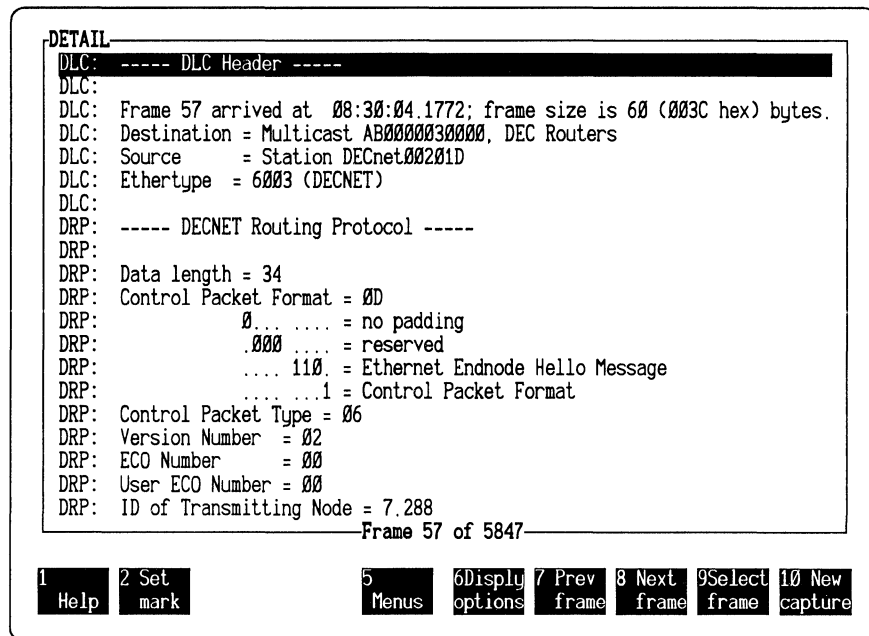 DETAIL
DLC: ----- DLC Header -----
DLC:
DLC: Frame 57 arrived at 08:30:04.1772; frame size is 60 (003C hex) bytes.
DLC: Destination = Multicast AB0000030000, DEC Routers
DLC: Source = Station DECnet00201D
DLC: Ethertype = 6003 (DECNET)
DLC:
DRP: ----- DECNET Routing Protocol -----
DRP:
DRP: Data length = 34
DRP: Control Packet Format = 0D
DRP: 0... .... = no padding
DRP: .000 .... = reserved
DRP: .... 110. = Ethernet Endnode Hello Message
DRP: .... ...1 = Control Packet Format
DRP: Control Packet Type = 06
DRP: Version Number = 02
DRP: ECO Number = 00
DRP: User ECO Number = 00
DRP: ID of Transmitting Node = 7.288
Frame 57 of 5847
1 Help 2 Set mark 5 Menus 6Disply options 7 Prev frame 8 Next frame 9Select frame 10 New capture